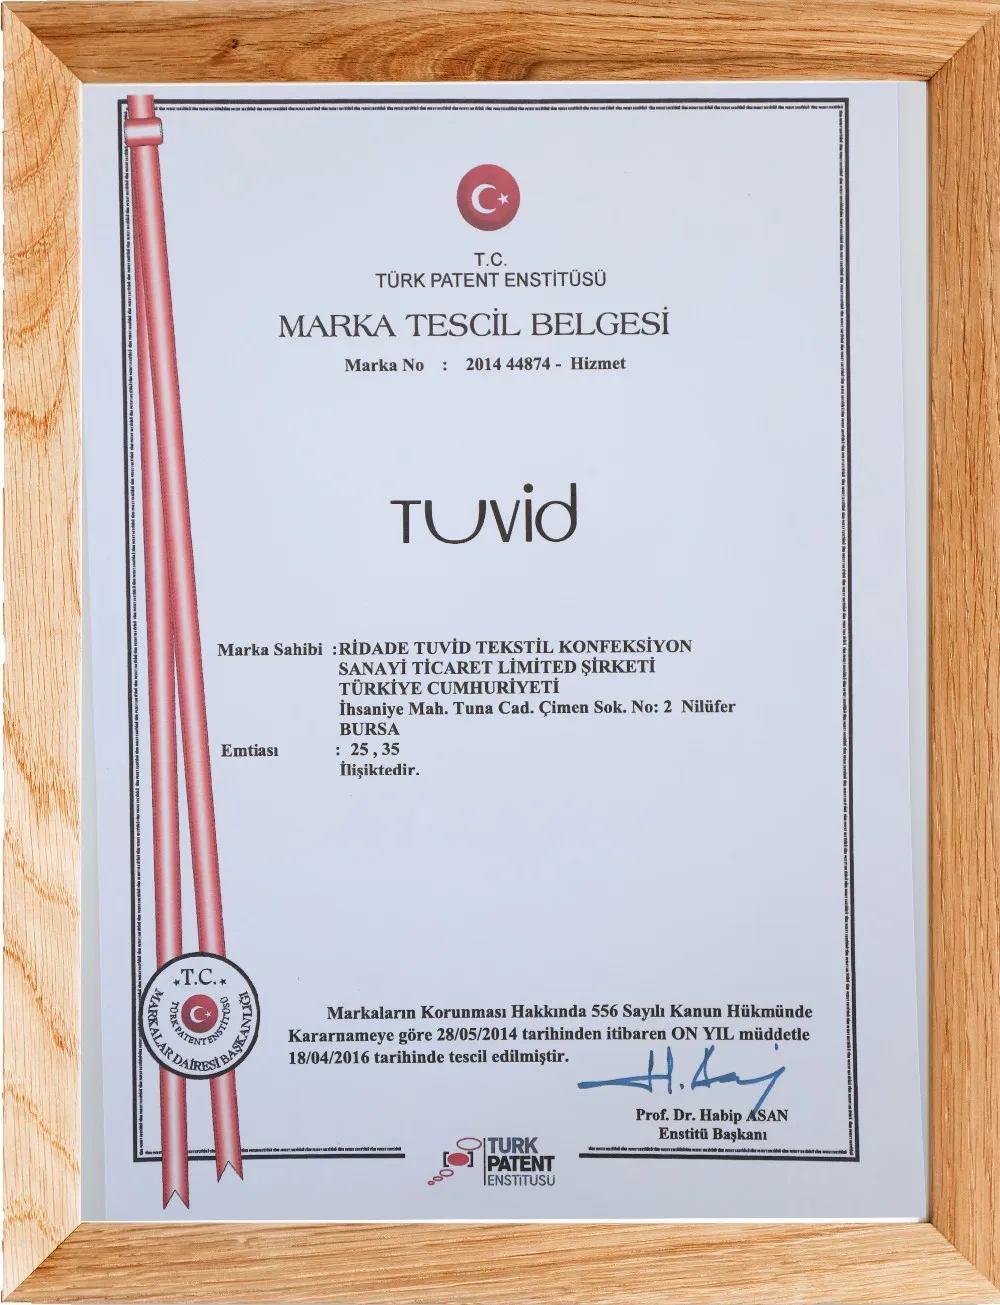 T.C.
TÜRK PATENT ENSTİTÜSÜ
MARKA TESCİL BELGESİ
Marka No : 2014 44874 - Hizmet
TUVid
Marka Sahibi :RİDADE TUVİD TEKSTİL KONFEKSİYON
SANAYİ TİCARET LİMİTED ŞİRKETİ
TÜRKİYE CUMHURİYETİ
İhsaniye Mah. Tuna Cad. Çimen Sok. No: 2 Nilüfer
BURSA
Emtiası : 25 , 35
İlişiktedir.
T.C.
MARKALAR DAİRESİ BAŞKANLIĞI
TÜRK PATENT ENSTİTÜSÜ
Markaların Korunması Hakkında 556 Sayılı Kanun Hükmünde
Kararnameye göre 28/05/2014 tarihinden itibaren ON YIL müddetle
18/04/2016 tarihinde tescil edilmiştir.
H. Asan
Prof. Dr. Habip ASAN
Enstitü Başkanı
TURK
PATENT
ENSTITUSU